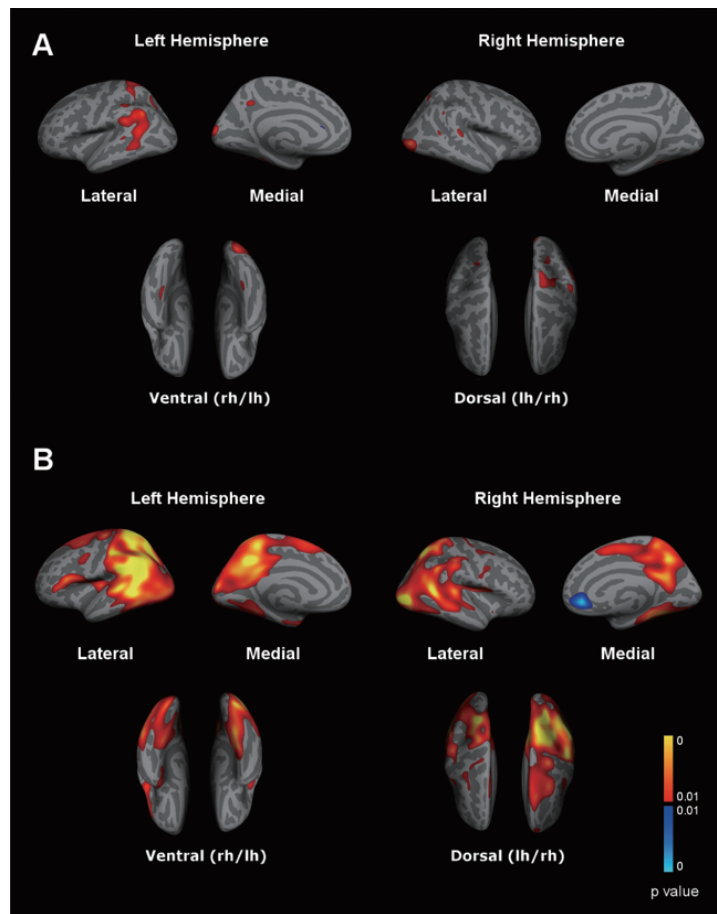 A
Left Hemisphere Right Hemisphere
Lateral Medial Lateral Medial
Ventral (rh/lh) Dorsal (lh/rh)
B
Left Hemisphere Right Hemisphere
Lateral Medial Lateral Medial
0
0.01
0.01
0
Ventral (rh/lh) Dorsal (lh/rh)
p value